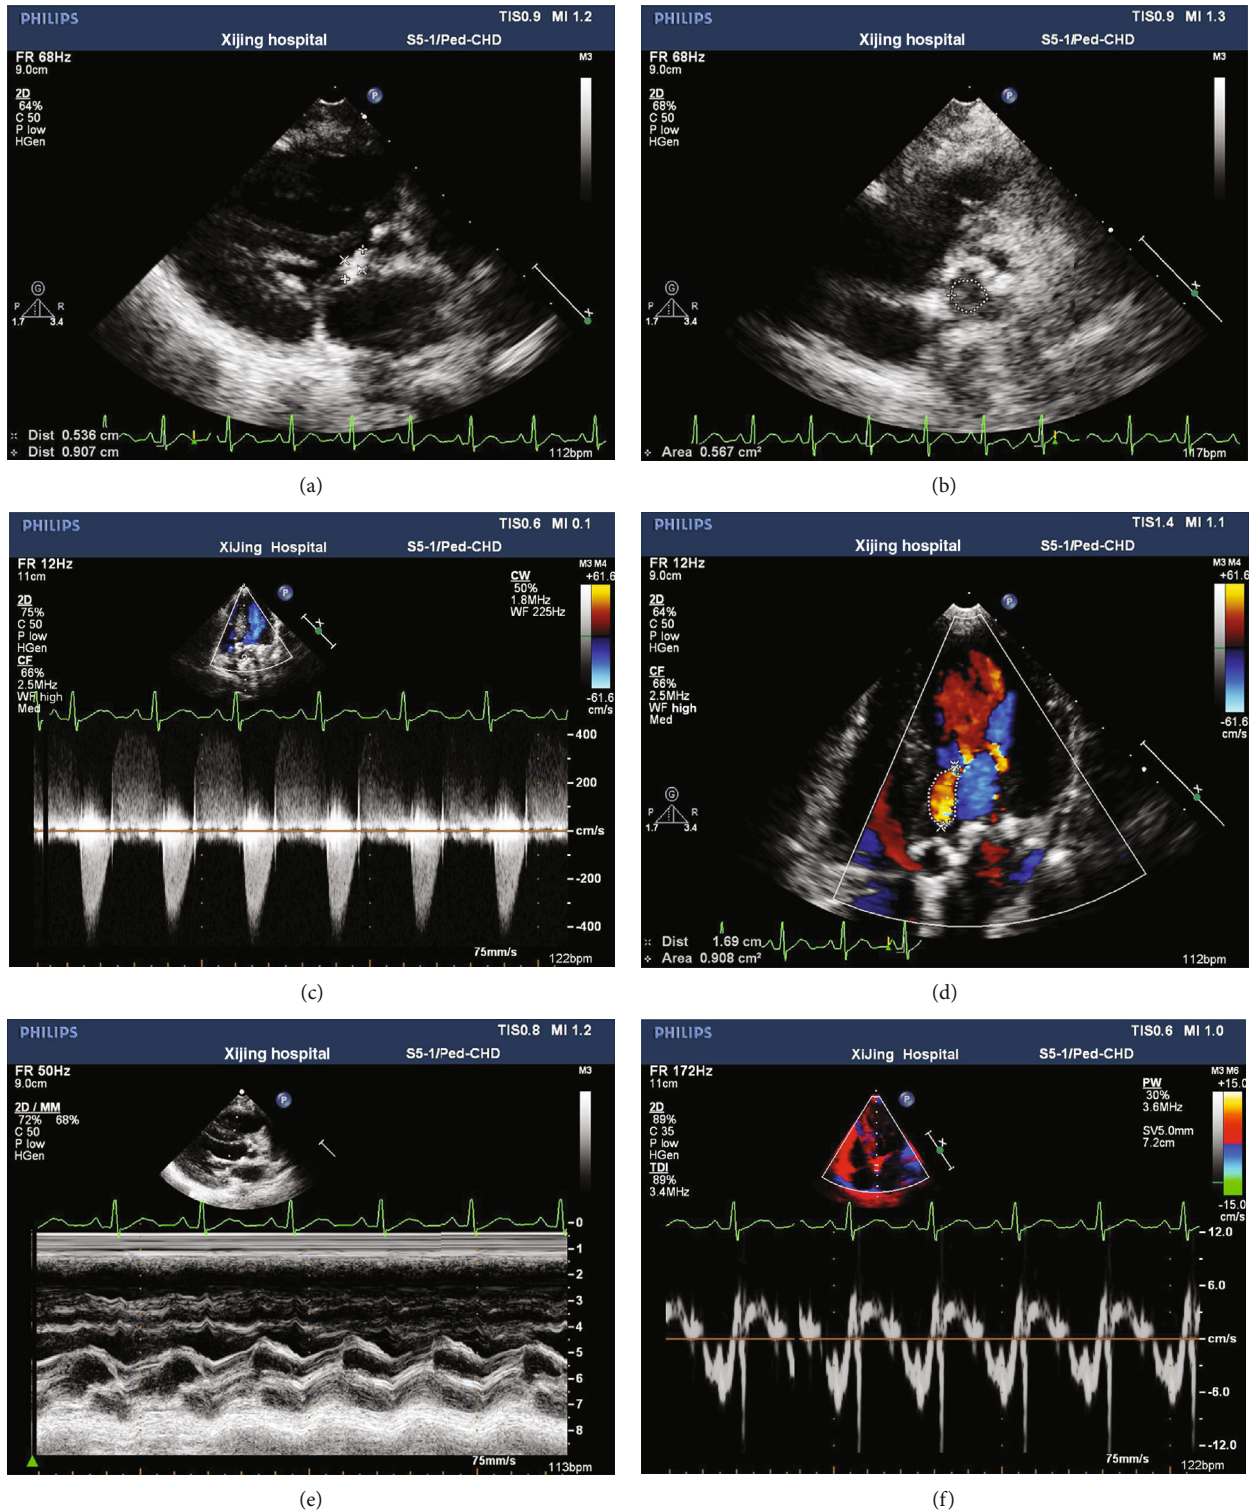 PHILIPS
TIS0.9 MI 1.2
Xijing hospital
S5-1/Ped-CHD
FR 68Hz
9.0cm
M3
2D
64%
C 50
P low
HGen
P
G
P R
1.7 3.4
Dist 0.536 cm
Dist 0.907 cm
112bpm
(a)
PHILIPS
TIS0.9 MI 1.3
Xijing hospital
S5-1/Ped-CHD
FR 68Hz
9.0cm
M3
2D
68%
C 50
P low
HGen
P
G
P R
1.7 3.4
Area 0.567 cm²
117bpm
(b)
PHILIPS
TIS0.6 MI 0.1
XiJing Hospital
S5-1/Ped-CHD
FR 12Hz
11cm
M3 M4
+61.6
CW
50%
1.8MHz
WF 225Hz
2D
75%
C 50
P low
HGen
CF
66%
2.5MHz
WF high
Med
P
-61.6
cm/s
400
200
cm/s
-200
-400
75mm/s
122bpm
(c)
PHILIPS
TIS1.4 MI 1.1
Xijing hospital
S5-1/Ped-CHD
FR 12Hz
9.0cm
M3 M4
+61.6
2D
64%
C 50
P low
HGen
CF
66%
2.5MHz
WF high
Med
P
-61.6
cm/s
G
P R
1.7 3.4
Dist 1.69 cm
Area 0.908 cm²
112bpm
(d)
PHILIPS
TIS0.8 MI 1.2
Xijing hospital
S5-1/Ped-CHD
FR 50Hz
9.0cm
M3
2D / MM
72% 68%
C 50
P low
HGen
P
0
1
2
3
4
5
6
7
8
75mm/s
113bpm
(e)
PHILIPS
TIS0.6 MI 1.0
XiJing Hospital
S5-1/Ped-CHD
FR 172Hz
11cm
M3 M6
+15.0
PW
30%
3.6MHz
SV5.0mm
7.2cm
2D
89%
C 35
P low
HGen
TDI
89%
3.4MHz
P
-15.0
cm/s
12.0
6.0
cm/s
-6.0
-12.0
75mm/s
122bpm
(f)